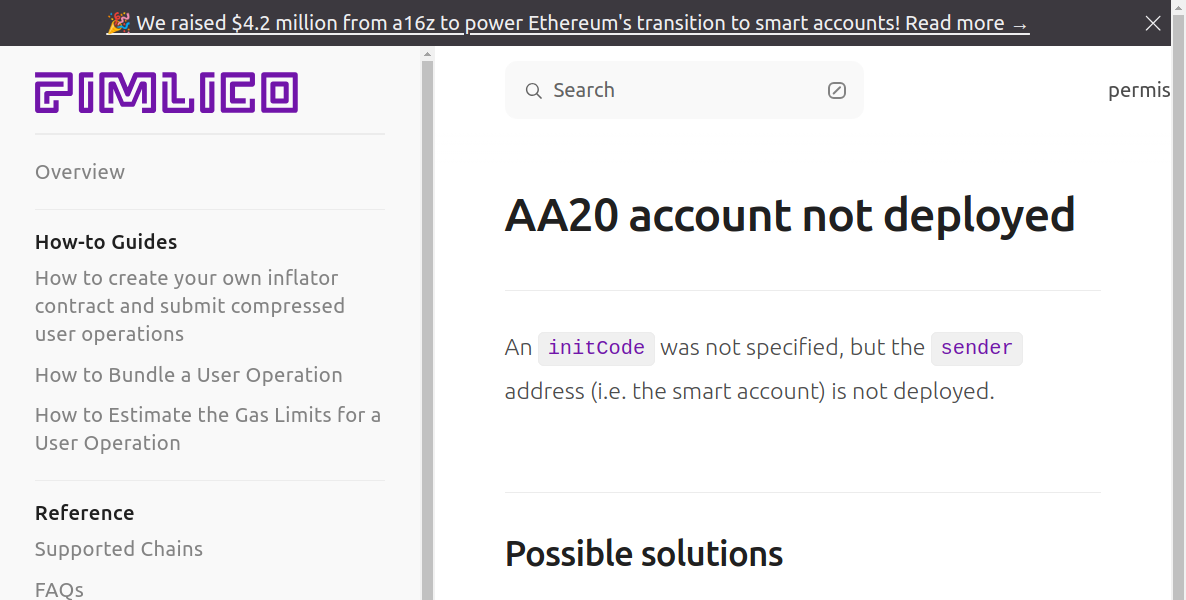 🎉 We raised $4.2 million from a16z to power Ethereum's transition to smart accounts! Read more →
PIMLICO
Search
permis
Overview
How-to Guides
How to create your own inflator
contract and submit compressed
user operations
How to Bundle a User Operation
How to Estimate the Gas Limits for a
User Operation
Reference
Supported Chains
FAQs
AA20 account not deployed
An initCode was not specified, but the sender
address (i.e. the smart account) is not deployed.
Possible solutions